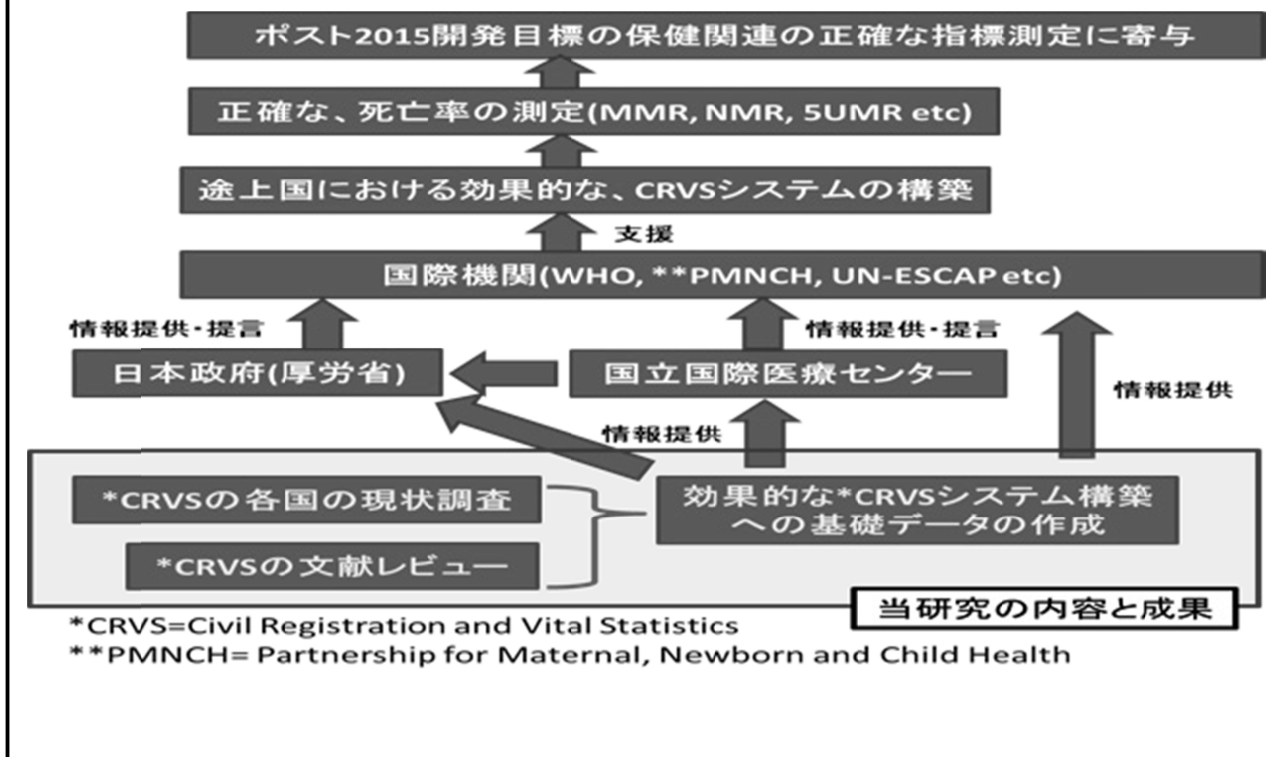 ポスト2015開発目標の保健関連の正確な指標測定に寄与
正確な、死亡率の測定(MMR, NMR, 5UMR etc)
途上国における効果的な、CRVSシステムの構築
支援
国際機関(WHO, **PMNCH, UN-ESCAP etc)
情報提供・提言
情報提供・提言
日本政府(厚労省)
国立国際医療センター
情報提供
情報提供
*CRVSの各国の現状調査
効果的な*CRVSシステム構築
への基礎データの作成
*CRVSの文献レビュー
当研究の内容と成果
*CRVS=Civil Registration and Vital Statistics
**PMNCH= Partnership for Maternal, Newborn and Child Health